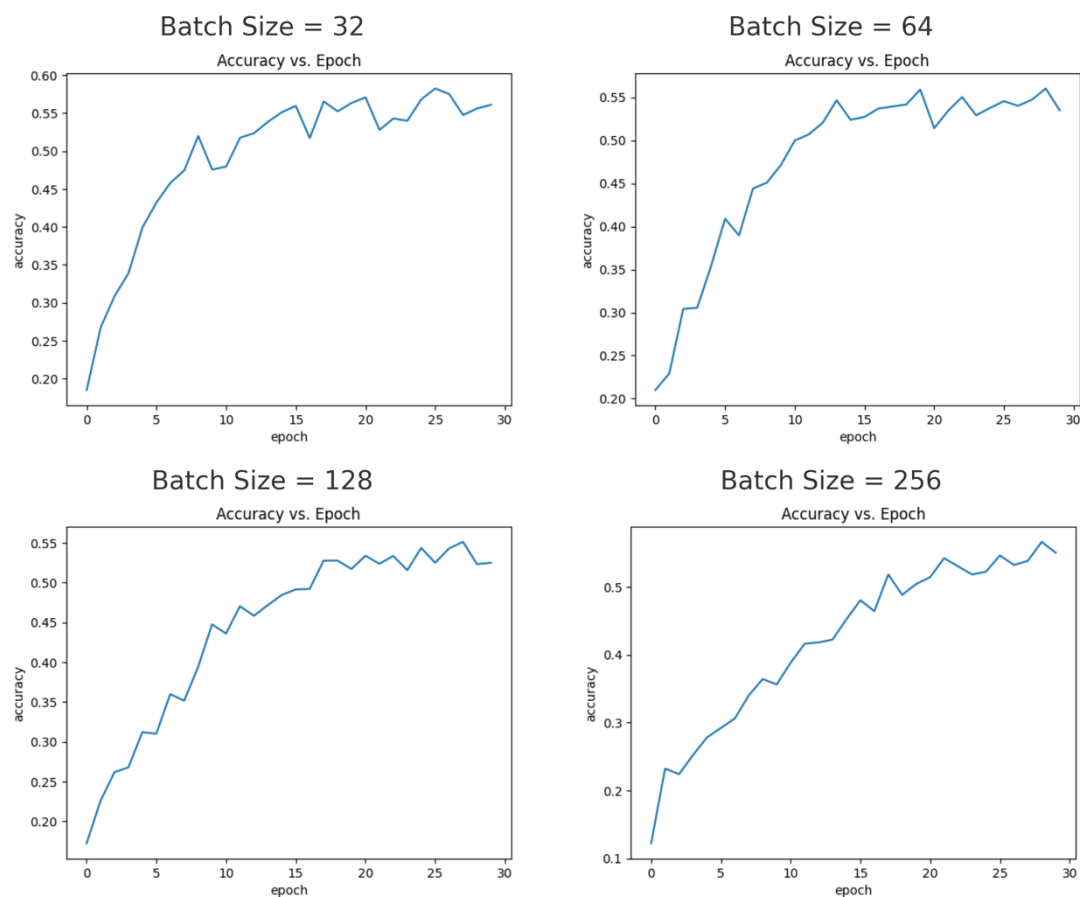 Batch Size = 32
Accuracy vs. Epoch
accuracy
0.60
0.55
0.50
0.45
0.40
0.35
0.30
0.25
0.20
0 5 10 15 20 25 30
epoch
Batch Size = 64
Accuracy vs. Epoch
accuracy
0.55
0.50
0.45
0.40
0.35
0.30
0.25
0.20
0 5 10 15 20 25 30
epoch
Batch Size = 128
Accuracy vs. Epoch
accuracy
0.55
0.50
0.45
0.40
0.35
0.30
0.25
0.20
0 5 10 15 20 25 30
epoch
Batch Size = 256
Accuracy vs. Epoch
accuracy
0.5
0.4
0.3
0.2
0.1
0 5 10 15 20 25 30
epoch